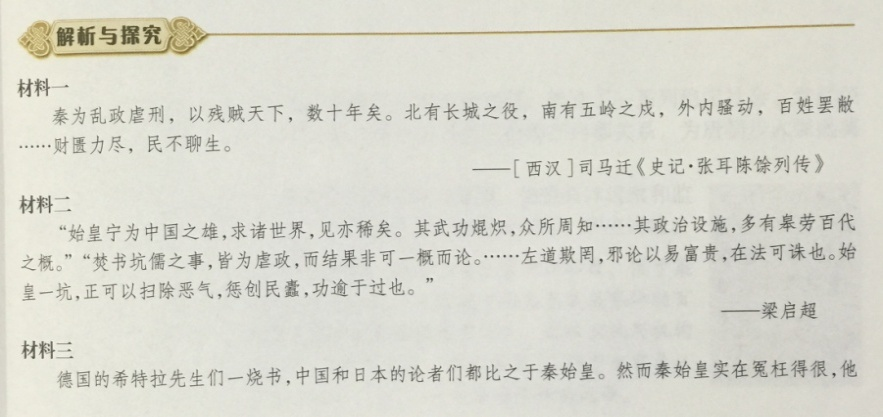 解析与探究
材料一
秦为乱政虐刑，以残贼天下，数十年矣。北有长城之役，南有五岭之戍，外内骚动，百姓罢敝
……财匮力尽，民不聊生。
——[ 西汉 ]司马迁《史记·张耳陈馀列传》
材料二
“始皇宁为中国之雄，求诸世界，见亦稀矣。其武功焜炽，众所周知……其政治设施，多有皋劳百代
之概。”“焚书坑儒之事，皆为虐政，而结果非可一概而论。……左道欺罔，邪论以易富贵，在法可诛也。始
皇一坑，正可以扫除恶气，惩创民蠹，功逾于过也。”
——梁启超
材料三
德国的希特拉先生们一烧书，中国和日本的论者们都比之于秦始皇。然而秦始皇实在冤枉得很，他